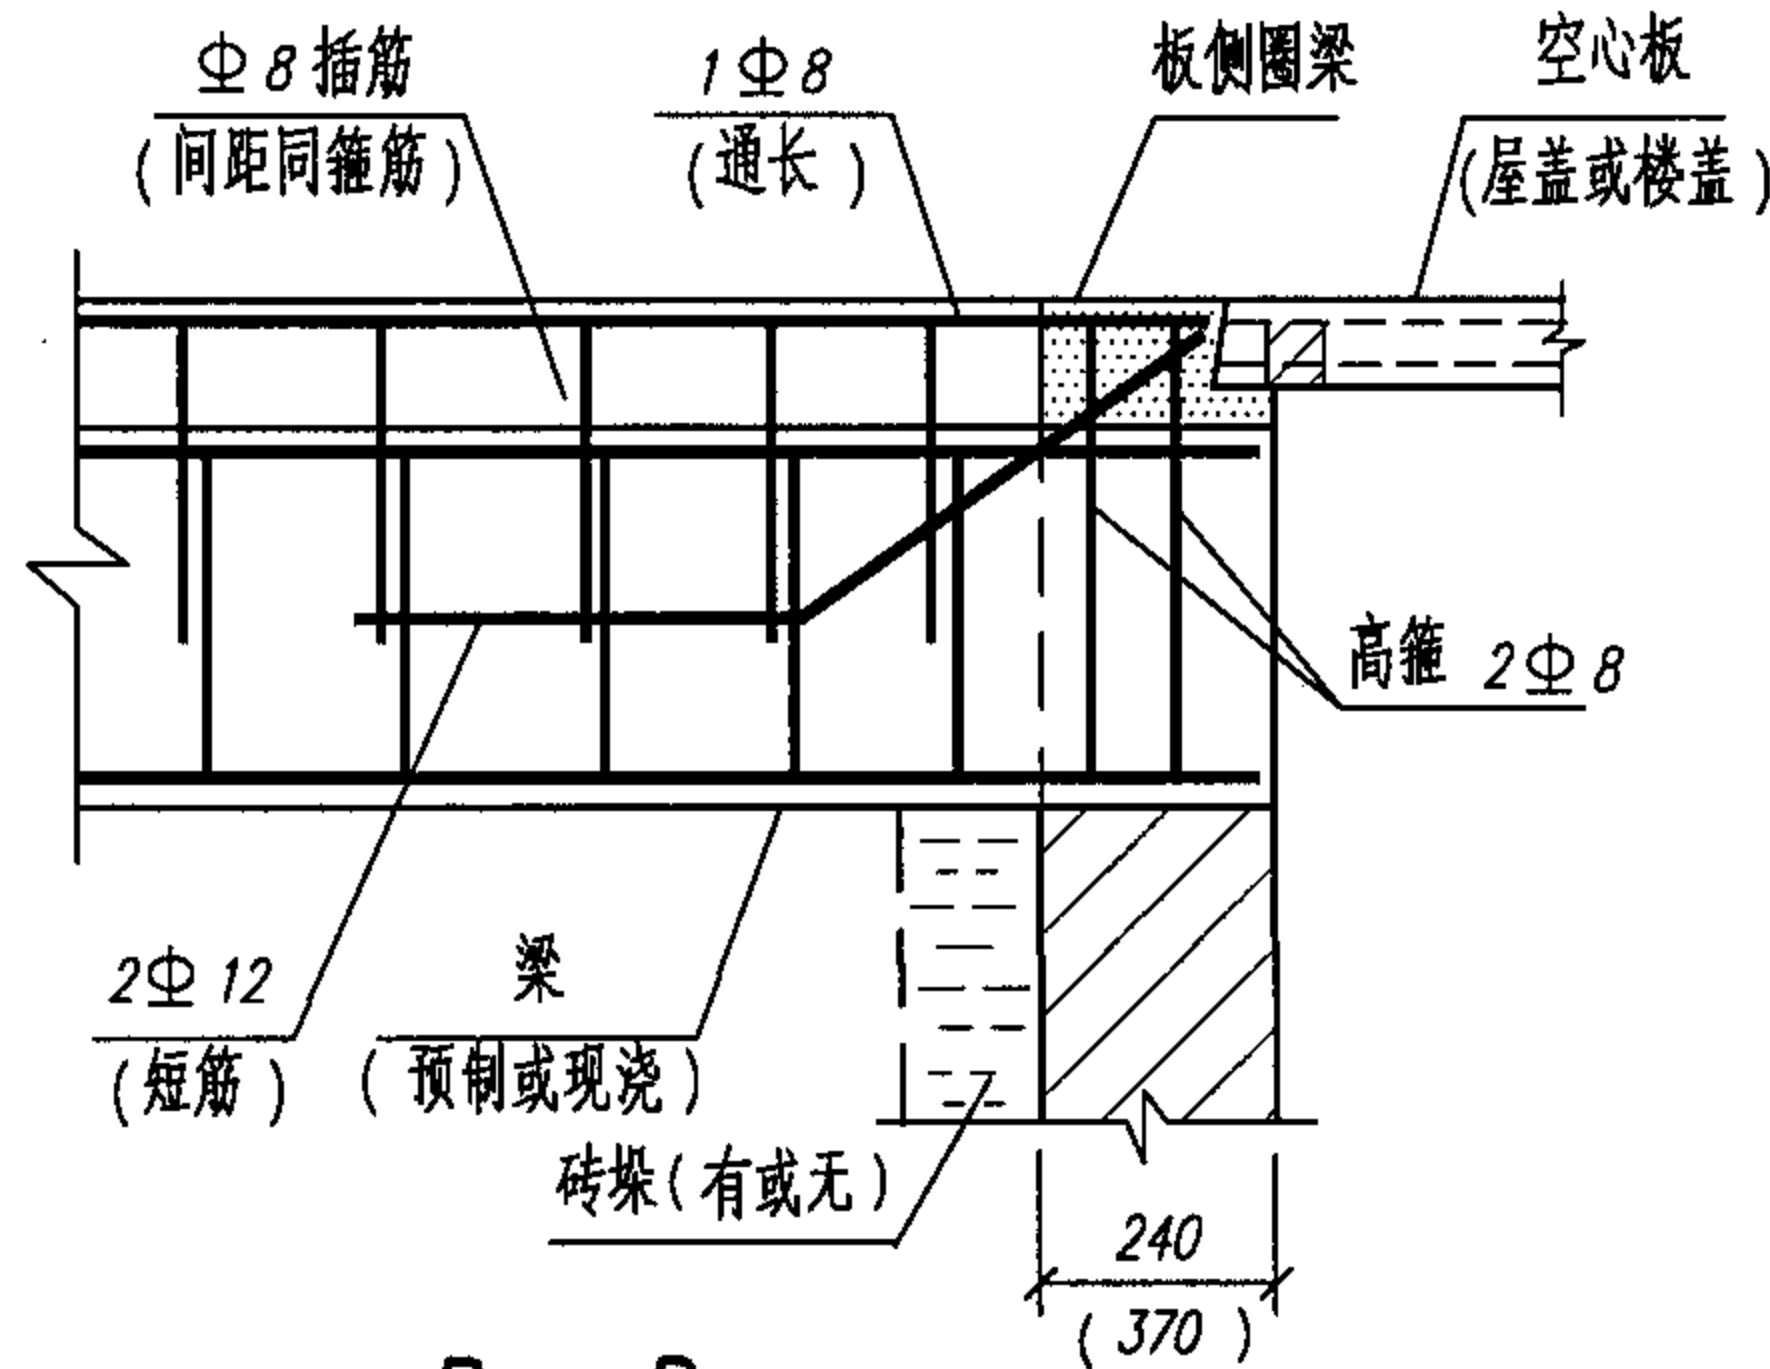 Φ 8 插筋
(间距同箍筋)
1 Φ 8
(通长)
板侧圈梁
空心板
(屋盖或楼盖)
高箍 2 Φ 8
2Φ 12
(短筋)
梁
(预制或现浇)
砖垛(有或无)
240
(370)